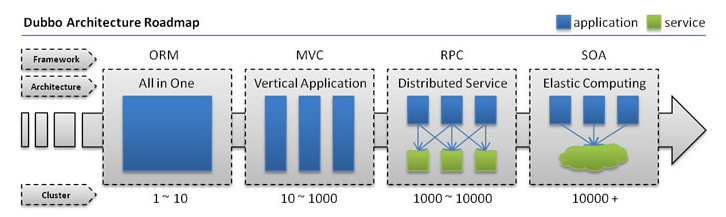 Dubbo Architecture Roadmap
application
service
Framework
ORM
MVC
RPC
SOA
Architecture
All in One
Vertical Application
Distributed Service
Elastic Computing
Cluster
1 ~ 10
10 ~ 1000
1000 ~ 10000
10000 +